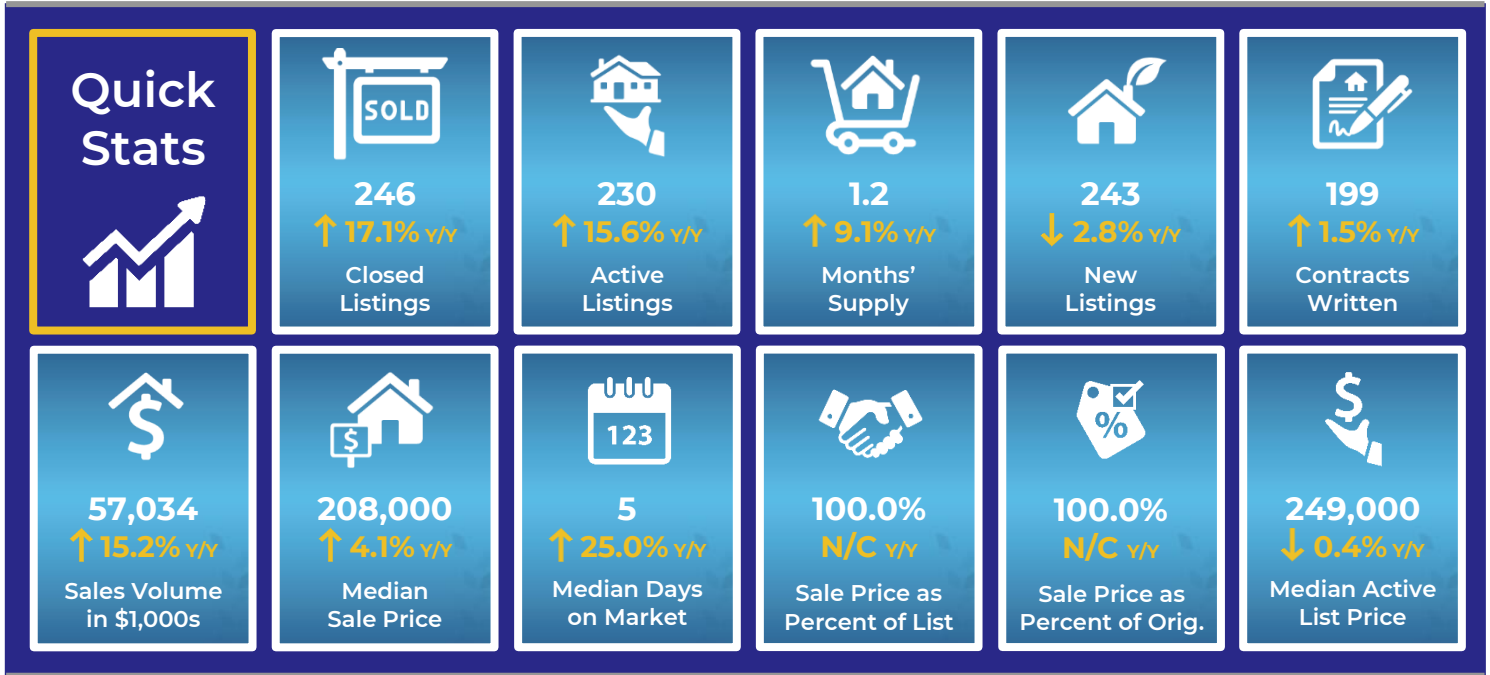 Quick
Stats
SOLD
246
↑ 17.1% Y/Y
Closed
Listings
230
↑ 15.6% Y/Y
Active
Listings
1.2
↑ 9.1% Y/Y
Months’
Supply
243
↓ 2.8% Y/Y
New
Listings
199
↑ 1.5% Y/Y
Contracts
Written
$
57,034
↑ 15.2% Y/Y
Sales Volume
in $1,000s
$
208,000
↑ 4.1% Y/Y
Median
Sale Price
123
5
↑ 25.0% Y/Y
Median Days
on Market
100.0%
N/C Y/Y
Sale Price as
Percent of List
%
100.0%
N/C Y/Y
Sale Price as
Percent of Orig.
$
249,000
↓ 0.4% Y/Y
Median Active
List Price